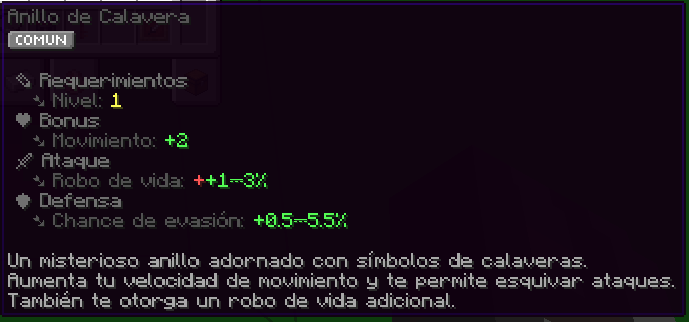 Anillo de Calavera
COMUN
Requerimientos
Nivel: 1
Bonus
Movimiento: +2
Ataque
Robo de vida: ++1—3%
Defensa
Chance de evasión: +0.5—5.5%
Un misterioso anillo adornado con símbolos de calaveras.
Aumenta tu velocidad de movimiento y te permite esquivar ataques.
También te otorga un robo de vida adicional.